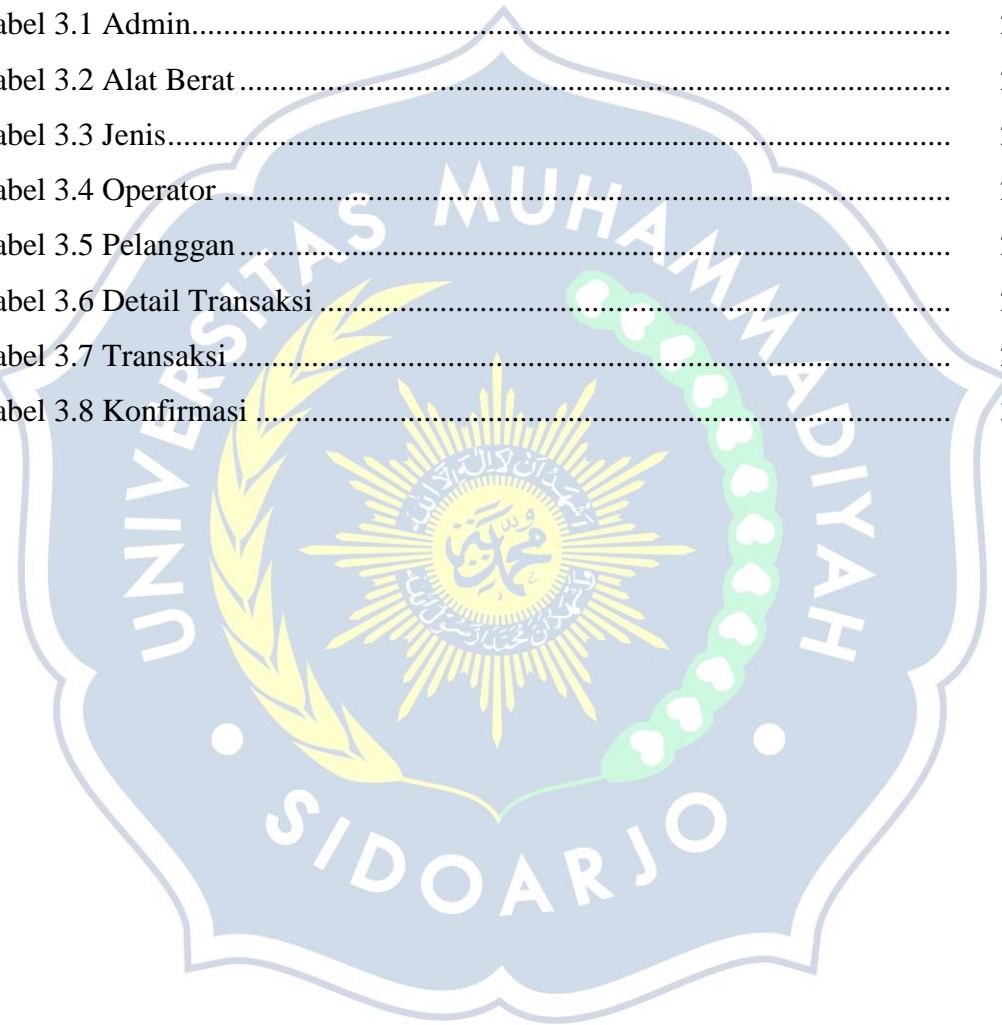 abel 3.1 Admin................................................................................................
abel 3.2 Alat Berat..........................................................................................
abel 3.3 Jenis...................................................................................................
abel 3.4 Operator............................................................................................
abel 3.5 Pelanggan..........................................................................................
abel 3.6 Detail Transaksi................................................................................
abel 3.7 Transaksi...........................................................................................
abel 3.8 Konfirmasi........................................................................................
UNIVERSITAS MUHAMMADIYAH
SIDOARJO